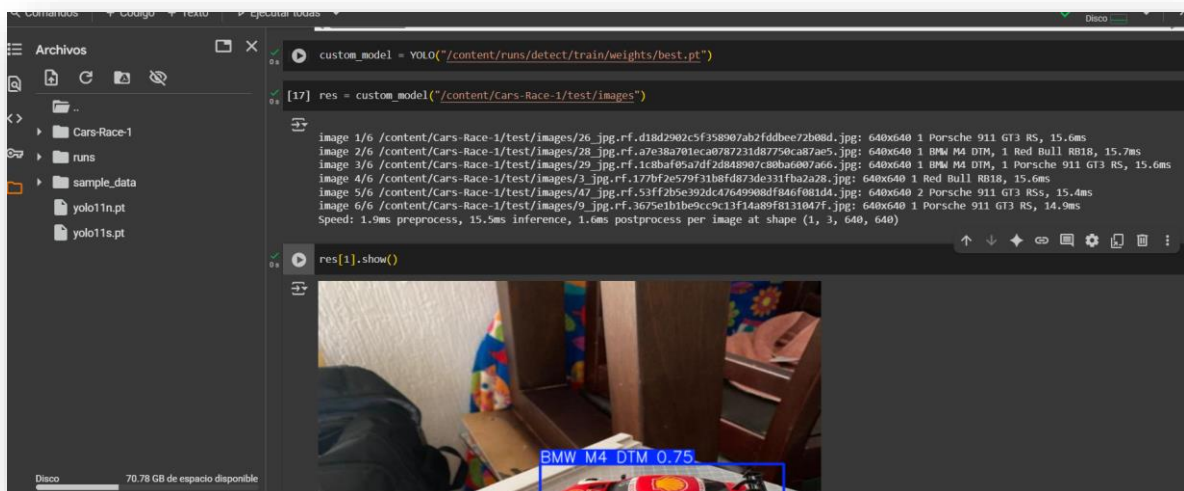 Comandos + Código + Texto Ejecutar todas
Disco
Archivos
..
Cars-Race-1
runs
sample_data
yolo11n.pt
yolo11s.pt
Disco 70.78 GB de espacio disponible
0 s custom_model = YOLO("/content/runs/detect/train/weights/best.pt")
0 s [17] res = custom_model("/content/Cars-Race-1/test/images")
image 1/6 /content/Cars-Race-1/test/images/26_jpg.rf.d18d2902c5f358907ab2fddbee72b08d.jpg: 640x640 1 Porsche 911 GT3 RS, 15.6ms
image 2/6 /content/Cars-Race-1/test/images/28_jpg.rf.a7e38a701eca0787231d87750ca87ae5.jpg: 640x640 1 BMW M4 DTM, 1 Red Bull RB18, 15.7ms
image 3/6 /content/Cars-Race-1/test/images/29_jpg.rf.1c8baf05a7df2d848907c80ba6007a66.jpg: 640x640 1 BMW M4 DTM, 1 Porsche 911 GT3 RS, 15.6ms
image 4/6 /content/Cars-Race-1/test/images/3_jpg.rf.177bf2e579f31b8fd873de331fba2a28.jpg: 640x640 1 Red Bull RB18, 15.6ms
image 5/6 /content/Cars-Race-1/test/images/47_jpg.rf.53ff2b5e392dc47649908df846f081d4.jpg: 640x640 2 Porsche 911 GT3 RSs, 15.4ms
image 6/6 /content/Cars-Race-1/test/images/9_jpg.rf.3675e1b1be9cc9c13f14a89f8131047f.jpg: 640x640 1 Porsche 911 GT3 RS, 14.9ms
Speed: 1.9ms preprocess, 15.5ms inference, 1.6ms postprocess per image at shape (1, 3, 640, 640)
0 s res[1].show()
BMW M4 DTM 0.75